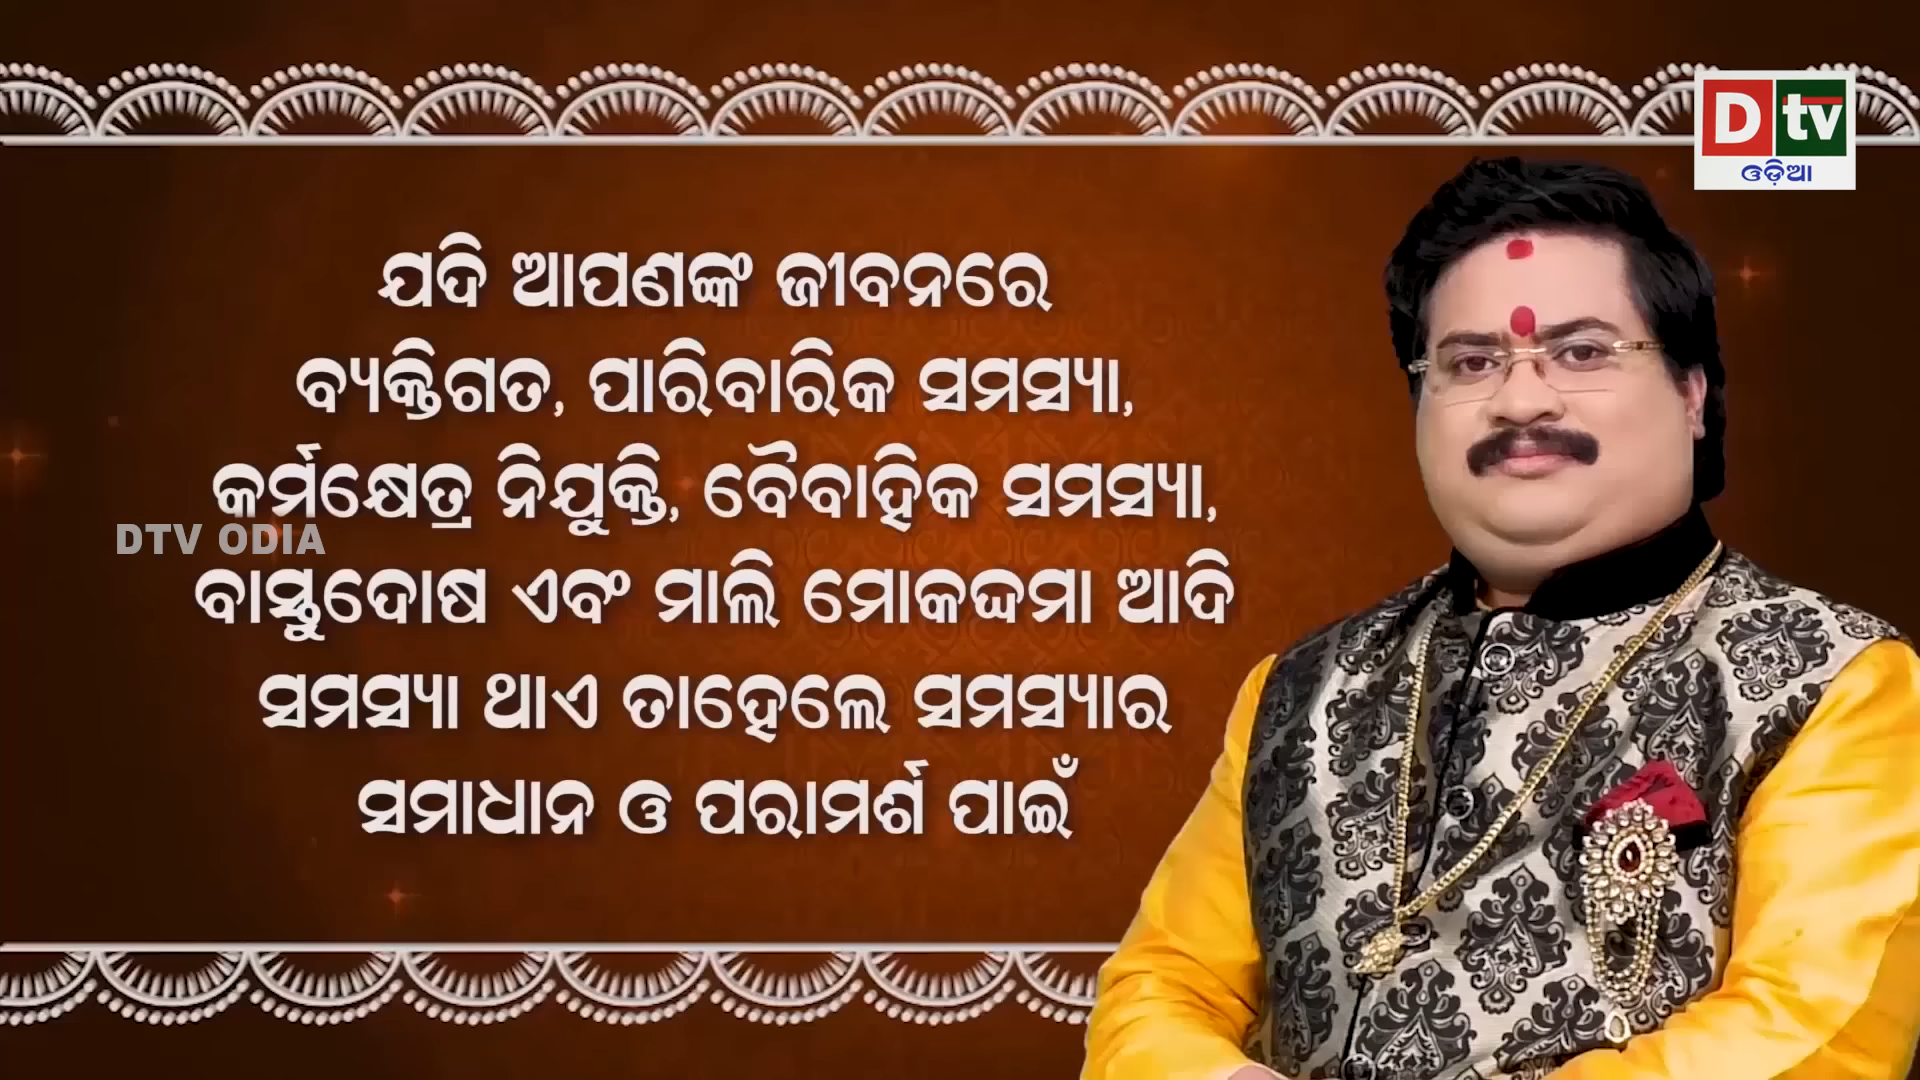 Dtv
ଓଡ଼ିଆ
ଯଦି ଆପଣଙ୍କ ଜୀବନରେ
ବ୍ୟକ୍ତିଗତ, ପାରିବାରିକ ସମସ୍ୟା,
କର୍ମକ୍ଷେତ୍ର ନିଯୁକ୍ତି, ବୈବାହିକ ସମସ୍ୟା,
DTV ODIA
ବାସ୍ତୁଦୋଷ ଏବଂ ମାଲି ମୋକଦ୍ଦମା ଆଦି
ସମସ୍ୟା ଥାଏ ତାହେଲେ ସମସ୍ୟାର
ସମାଧାନ ଓ ପରାମର୍ଶ ପାଇଁ